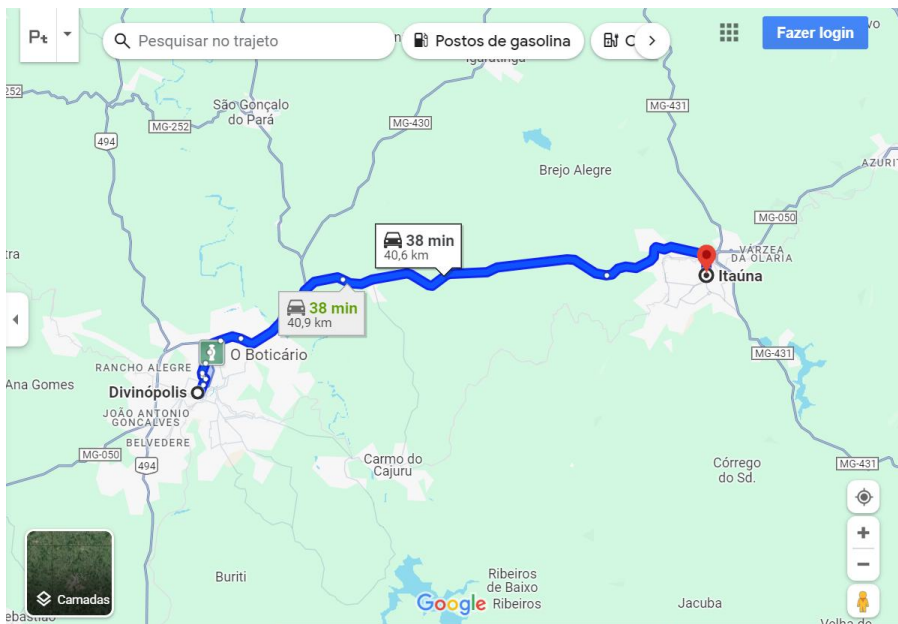 Pt
Pesquisar no trajeto
Postos de gasolina
Fazer login
252
São Gonçalo
do Pará
MG-252
494
MG-430
MG-431
Brejo Alegre
MG-050
VÁRZEA
DA OLARIA
Itaúna
38 min
40,6 km
38 min
40,9 km
O Boticário
RANCHO ALEGRE
Ana Gomes
Divinópolis
JOÃO ANTONIO
GONÇALVES
BELVEDERE
MG-050
494
MG-431
Carmo do
Cajuru
Córrego
do Sd.
MG-431
Buriti
Ribeiros
de Baixo
Ribeiros
Jacuba
Camadas
Google